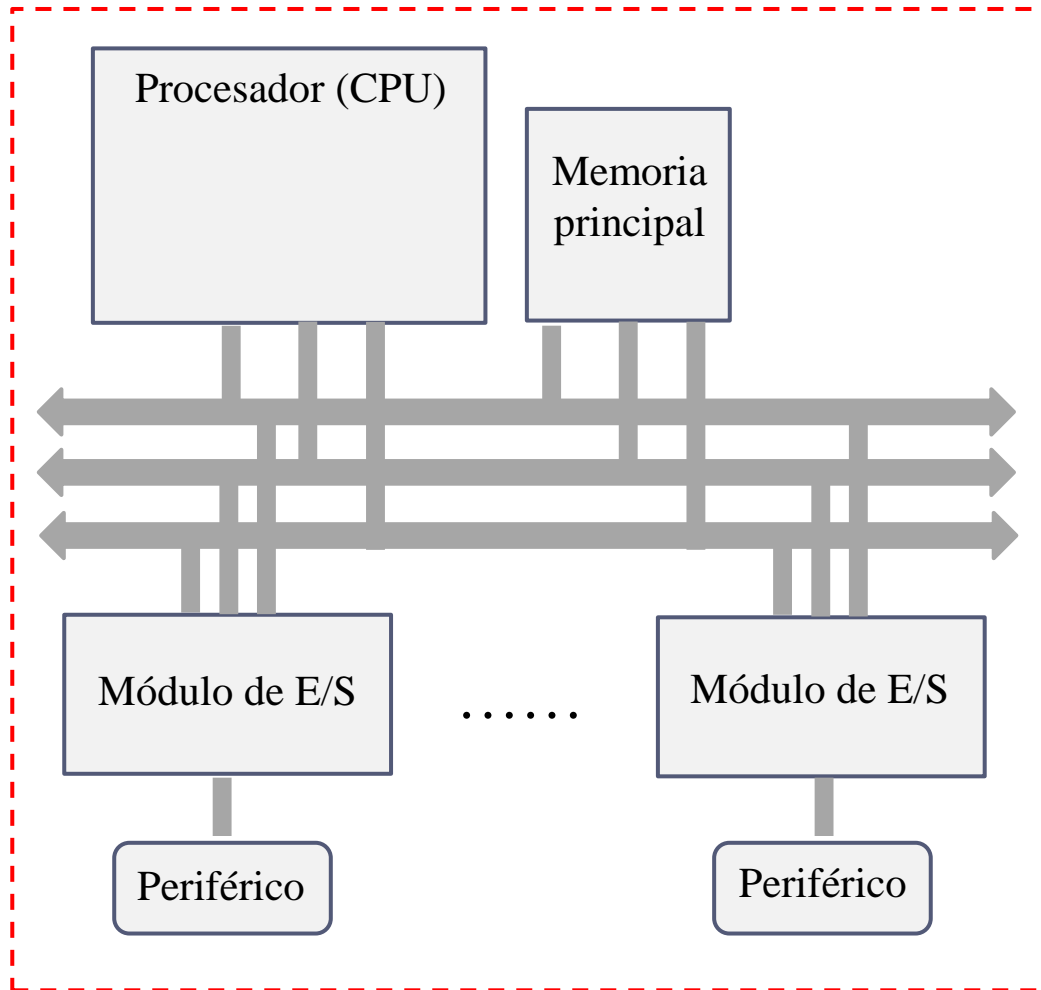 Procesador (CPU)
Memoria
principal
Módulo de E/S
......
Módulo de E/S
Periférico
Periférico